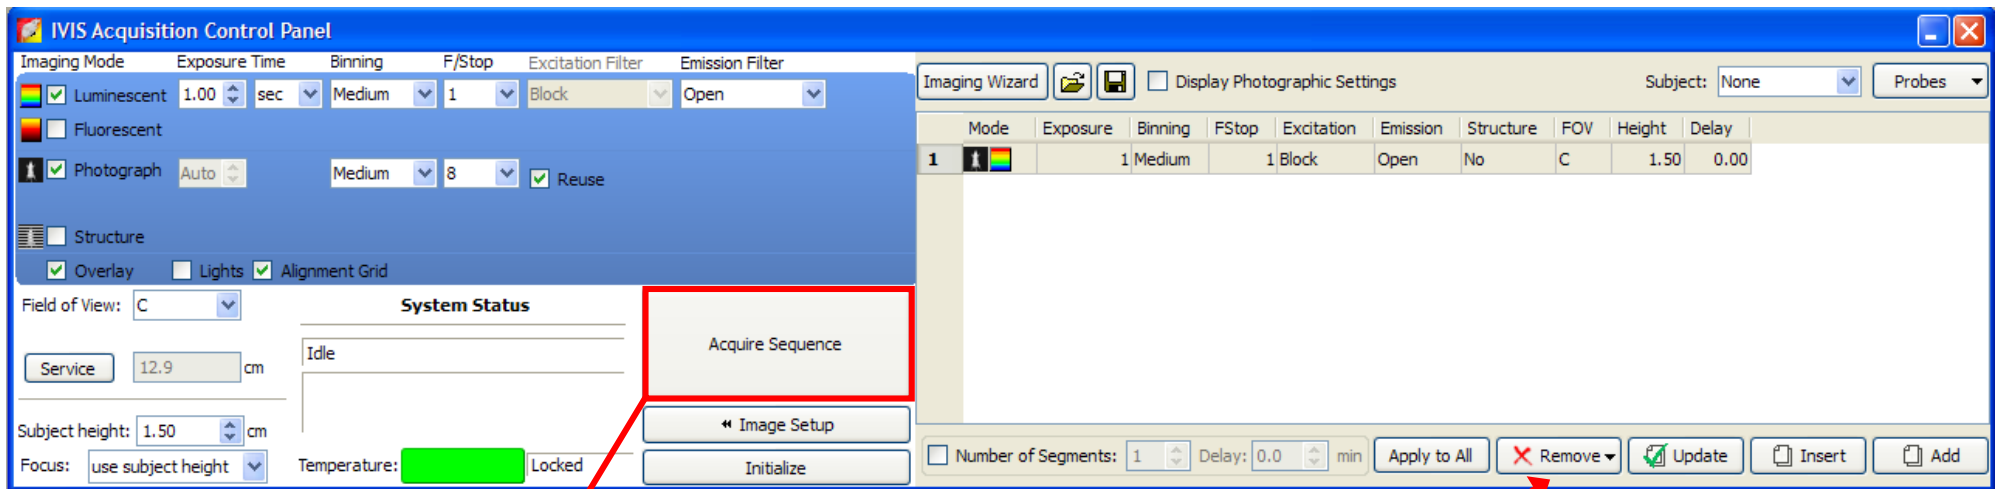 IVIS Acquisition Control Panel
Imaging Mode Exposure Time Binning F/Stop Excitation Filter Emission Filter
Luminescent 1.00 sec Medium 1 Block Open
Fluorescent
Photograph Auto Medium 8 Reuse
Structure
Overlay Lights Alignment Grid
Field of View: C
Service 12.9 cm
Subject height: 1.50 cm
Focus: use subject height
System Status
Idle
Temperature: Locked
Acquire Sequence
Image Setup
Initialize
Imaging Wizard Display Photographic Settings Subject: None Probes
Mode Exposure Binning FStop Excitation Emission Structure FOV Height Delay
1 1 Medium 1 Block Open No C 1.50 0.00
Number of Segments: 1 Delay: 0.0 min Apply to All Remove Update Insert Add